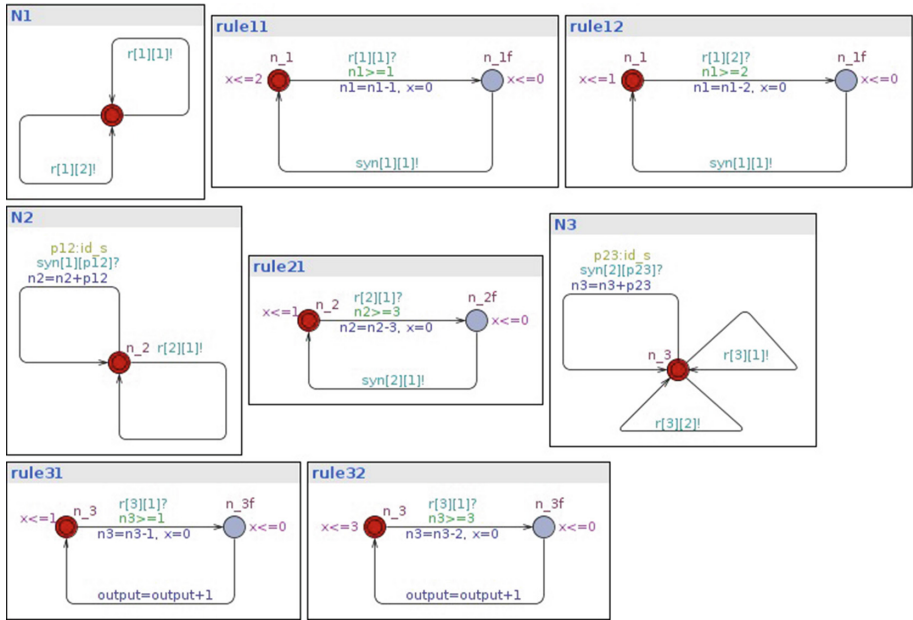 N1
r[1][1]!
r[1][2]!
rule11
n_1
r[1][1]?
n_1f
x<=2
n1>=1
x<=0
n1=n1-1, x=0
syn[1][1]!
rule12
n_1
r[1][2]?
n_1f
x<=1
n1>=2
x<=0
n1=n1-2, x=0
syn[1][1]!
N2
p12:id_s
syn[1][p12]?
n2=n2+p12
n_2
r[2][1]!
rule21
x<=1
n_2
r[2][1]?
n_2f
n2>=3
x<=0
n2=n2-3, x=0
syn[2][1]!
N3
p23:id_s
syn[2][p23]?
n3=n3+p23
n_3
r[3][1]!
r[3][2]!
rule31
x<=1
n_3
r[3][1]?
n_3f
n3>=1
x<=0
n3=n3-1, x=0
output=output+1
rule32
x<=3
n_3
r[3][1]?
n_3f
n3>=3
x<=0
n3=n3-2, x=0
output=output+1